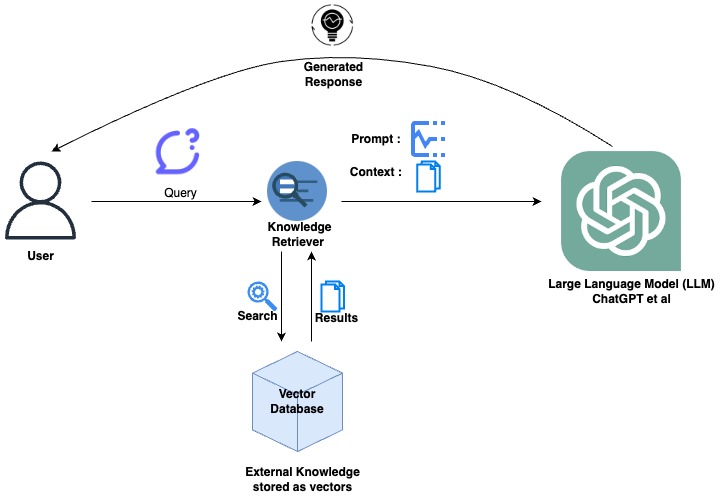 Generated
Response
Prompt :
Context :
Query
User
Knowledge
Retriever
Large Language Model (LLM)
ChatGPT et al
Search
Results
Vector
Database
External Knowledge
stored as vectors